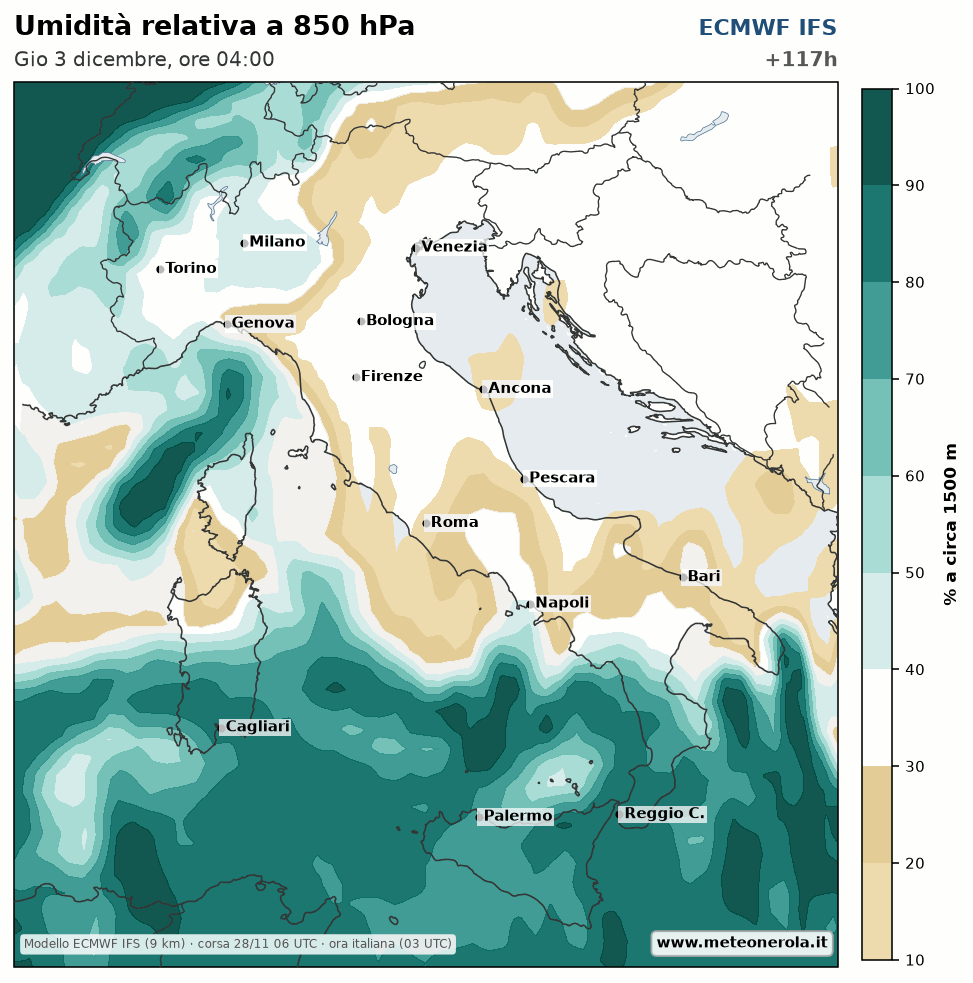 Umidità relativa a 850 hPa
ECMWF IFS
Gio 3 dicembre, ore 04:00
+117h
Milano
Venezia
Torino
Genova
Bologna
Firenze
Ancona
Pescara
Roma
Bari
Napoli
Cagliari
Palermo
Reggio C.
100
90
80
70
60
50
40
30
20
10
% a circa 1500 m
Modello ECMWF IFS (9 km) · corsa 28/11 06 UTC · ora italiana (03 UTC)
www.meteonerola.it